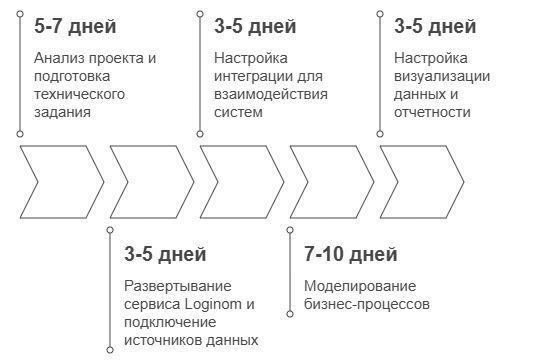 5-7 дней
Анализ проекта и
подготовка
технического
задания
3-5 дней
Настройка
интеграции для
взаимодействия
систем
3-5 дней
Настройка
визуализации
данных и
отчетности
3-5 дней
Развертывание
сервиса Loginom и
подключение
источников данных
7-10 дней
Моделирование
бизнес-процессов